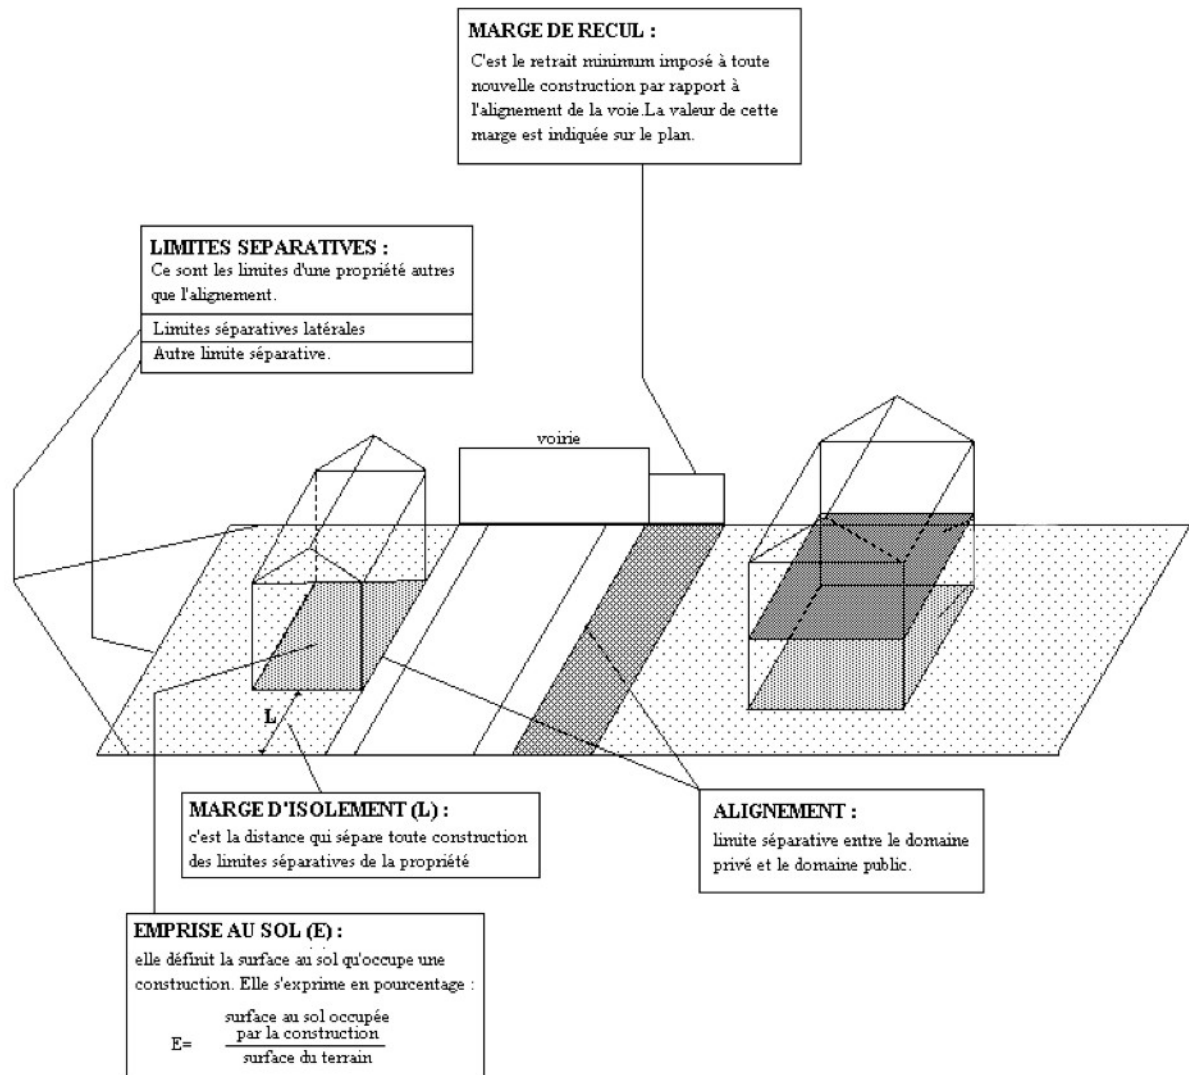 MARGE DE RECUL :
C'est le retrait minimum imposé à toute
nouvelle construction par rapport à
l'alignement de la voie.La valeur de cette
marge est indiquée sur le plan.
LIMITES SEPARATIVES :
Ce sont les limites d'une propriété autres
que l'alignement.
Limites séparatives latérales
Autre limite séparative.
voirie
L
MARGE D'ISOLEMENT (L) :
c'est la distance qui sépare toute construction
des limites séparatives de la propriété
ALIGNEMENT :
limite séparative entre le domaine
privé et le domaine public.
EMPRISE AU SOL (E) :
elle définit la surface au sol qu'occupe une
construction. Elle s'exprime en pourcentage :
surface au sol occupée
par la construction
E=
surface du terrain